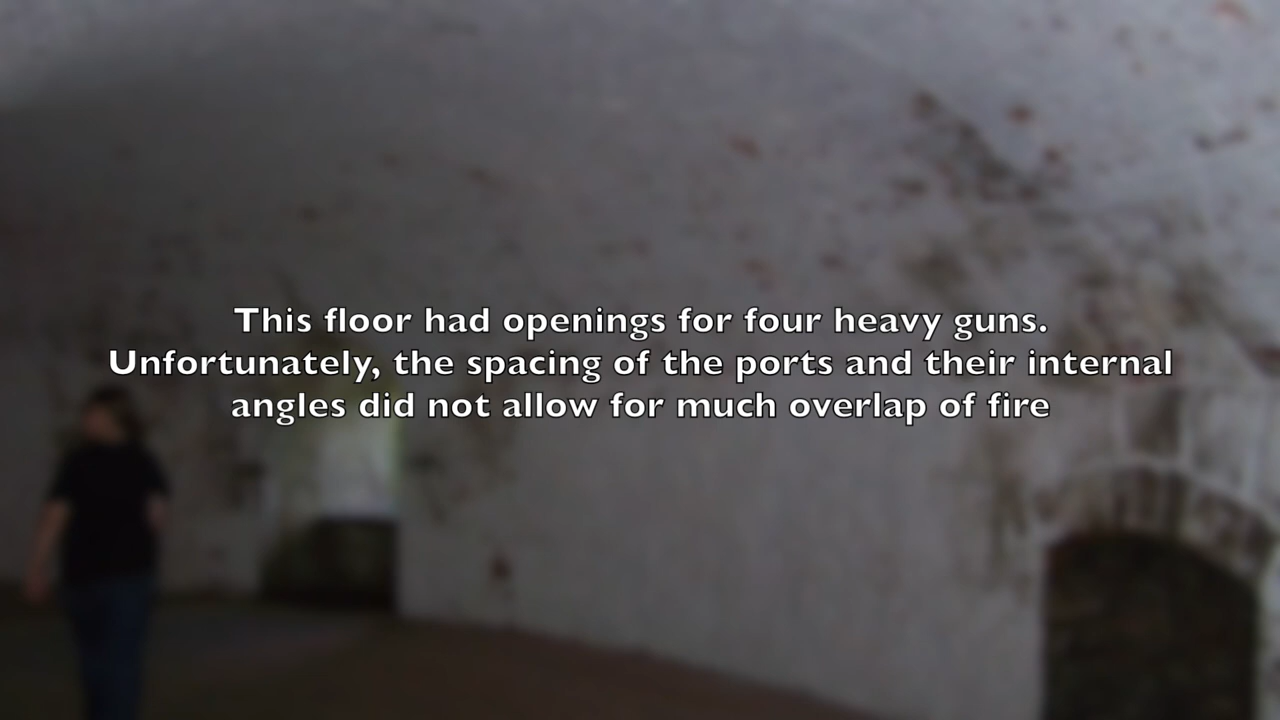 This floor had openings for four heavy guns.
Unfortunately, the spacing of the ports and their internal
angles did not allow for much overlap of fire